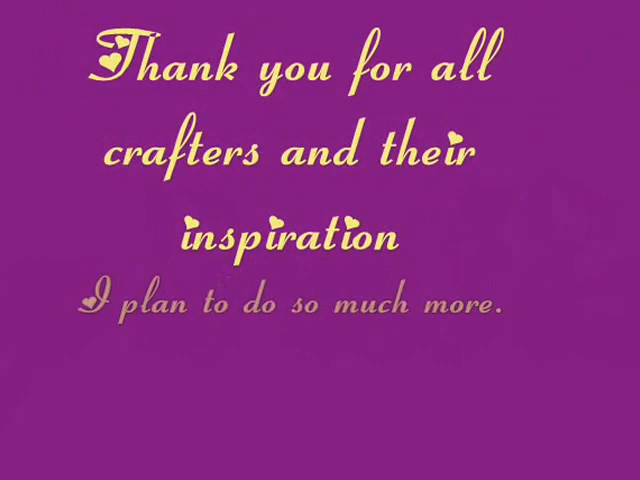 Thank you for all
crafters and their
inspiration
I plan to do so much more.